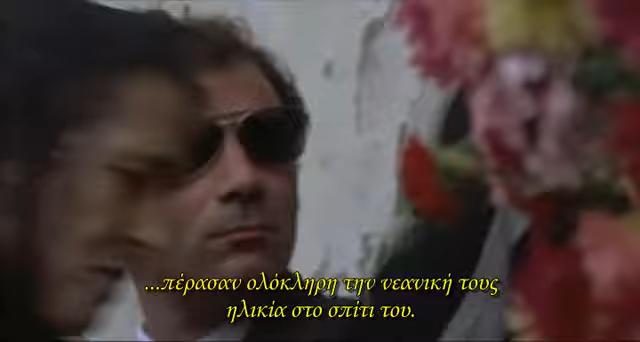 ...πέρασαν ολόκληρη την νεανική τους
ηλικία στο σπίτι του.